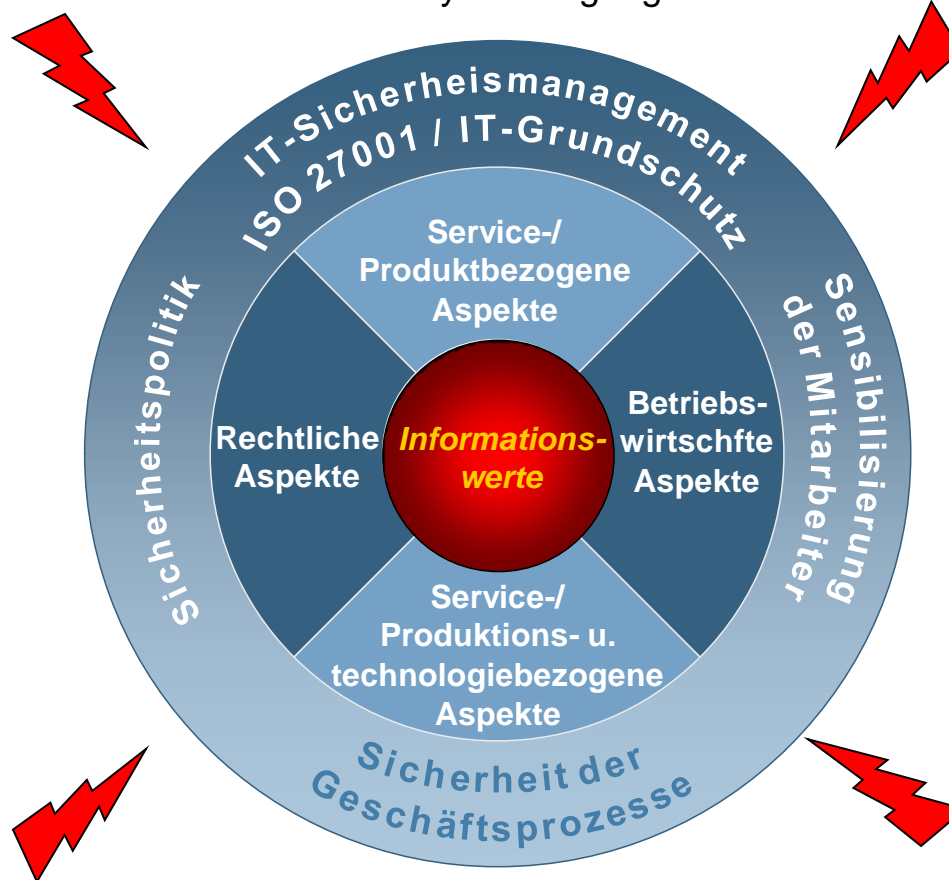 IT-Sicherheismanagement
ISO 27001 / IT-Grundschutz
Sicherheitspolitik
Sensibilisierung
der Mitarbeiter
Service-/
Produktbezogene
Aspekte
Rechtliche
Aspekte
Informations-
werte
Betriebs-
wirtschfte
Aspekte
Service-/
Produktions- u.
technologiebezogene
Aspekte
Sicherheit der
Geschäftsprozesse